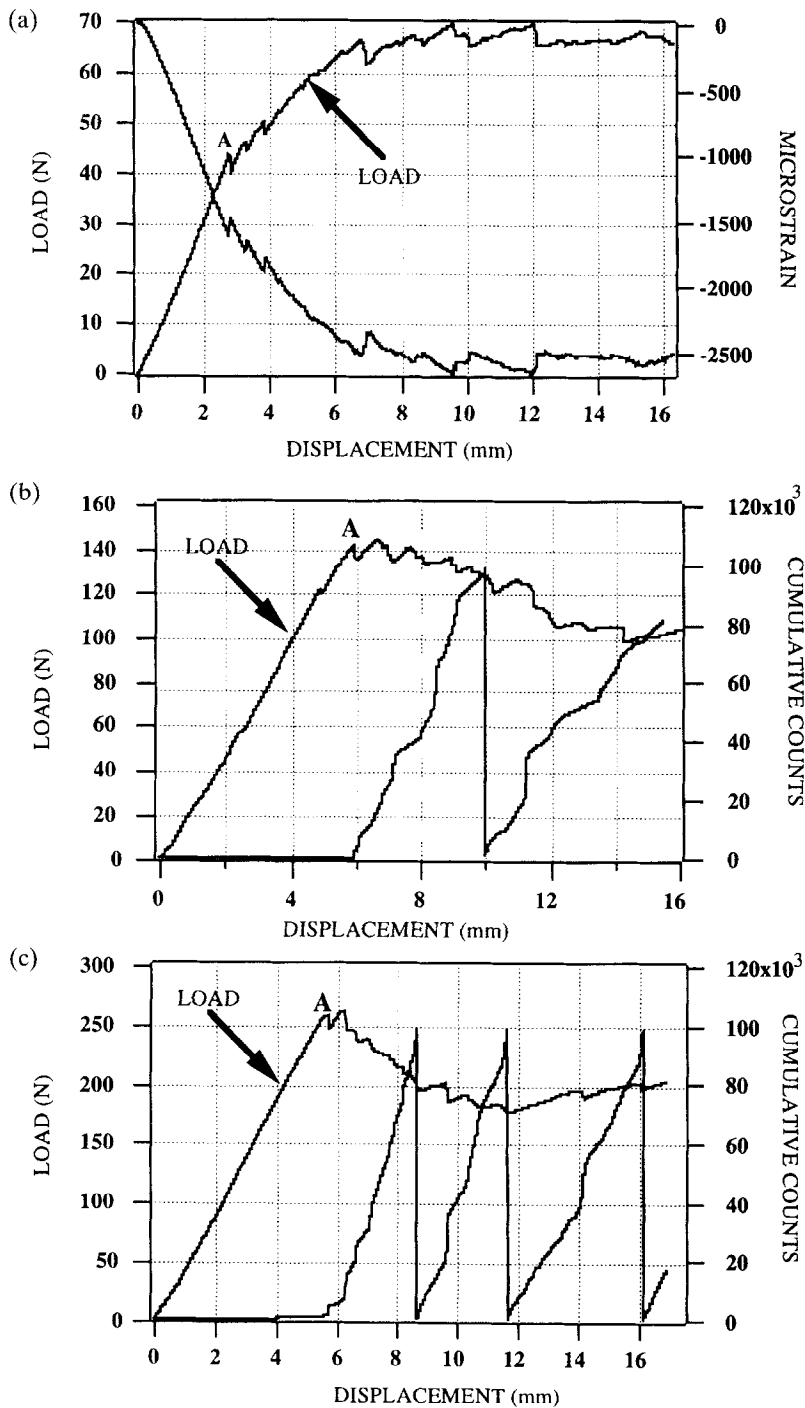 (a)
70
60
50
40
30
20
10
0
LOAD (N)
A
LOAD
0
-500
-1000
-1500
-2000
-2500
MICROSTRAIN
0 2 4 6 8 10 12 14 16
DISPLACEMENT (mm)
(b)
160
140
120
100
80
60
40
20
0
LOAD (N)
LOAD
A
120x10³
100
80
60
40
20
0
CUMULATIVE COUNTS
0 4 6 8 12 16
DISPLACEMENT (mm)
(c)
300
250
200
150
100
50
0
LOAD (N)
LOAD
A
120x10³
100
80
60
40
20
0
CUMULATIVE COUNTS
0 2 4 6 8 10 12 14 16
DISPLACEMENT (mm)